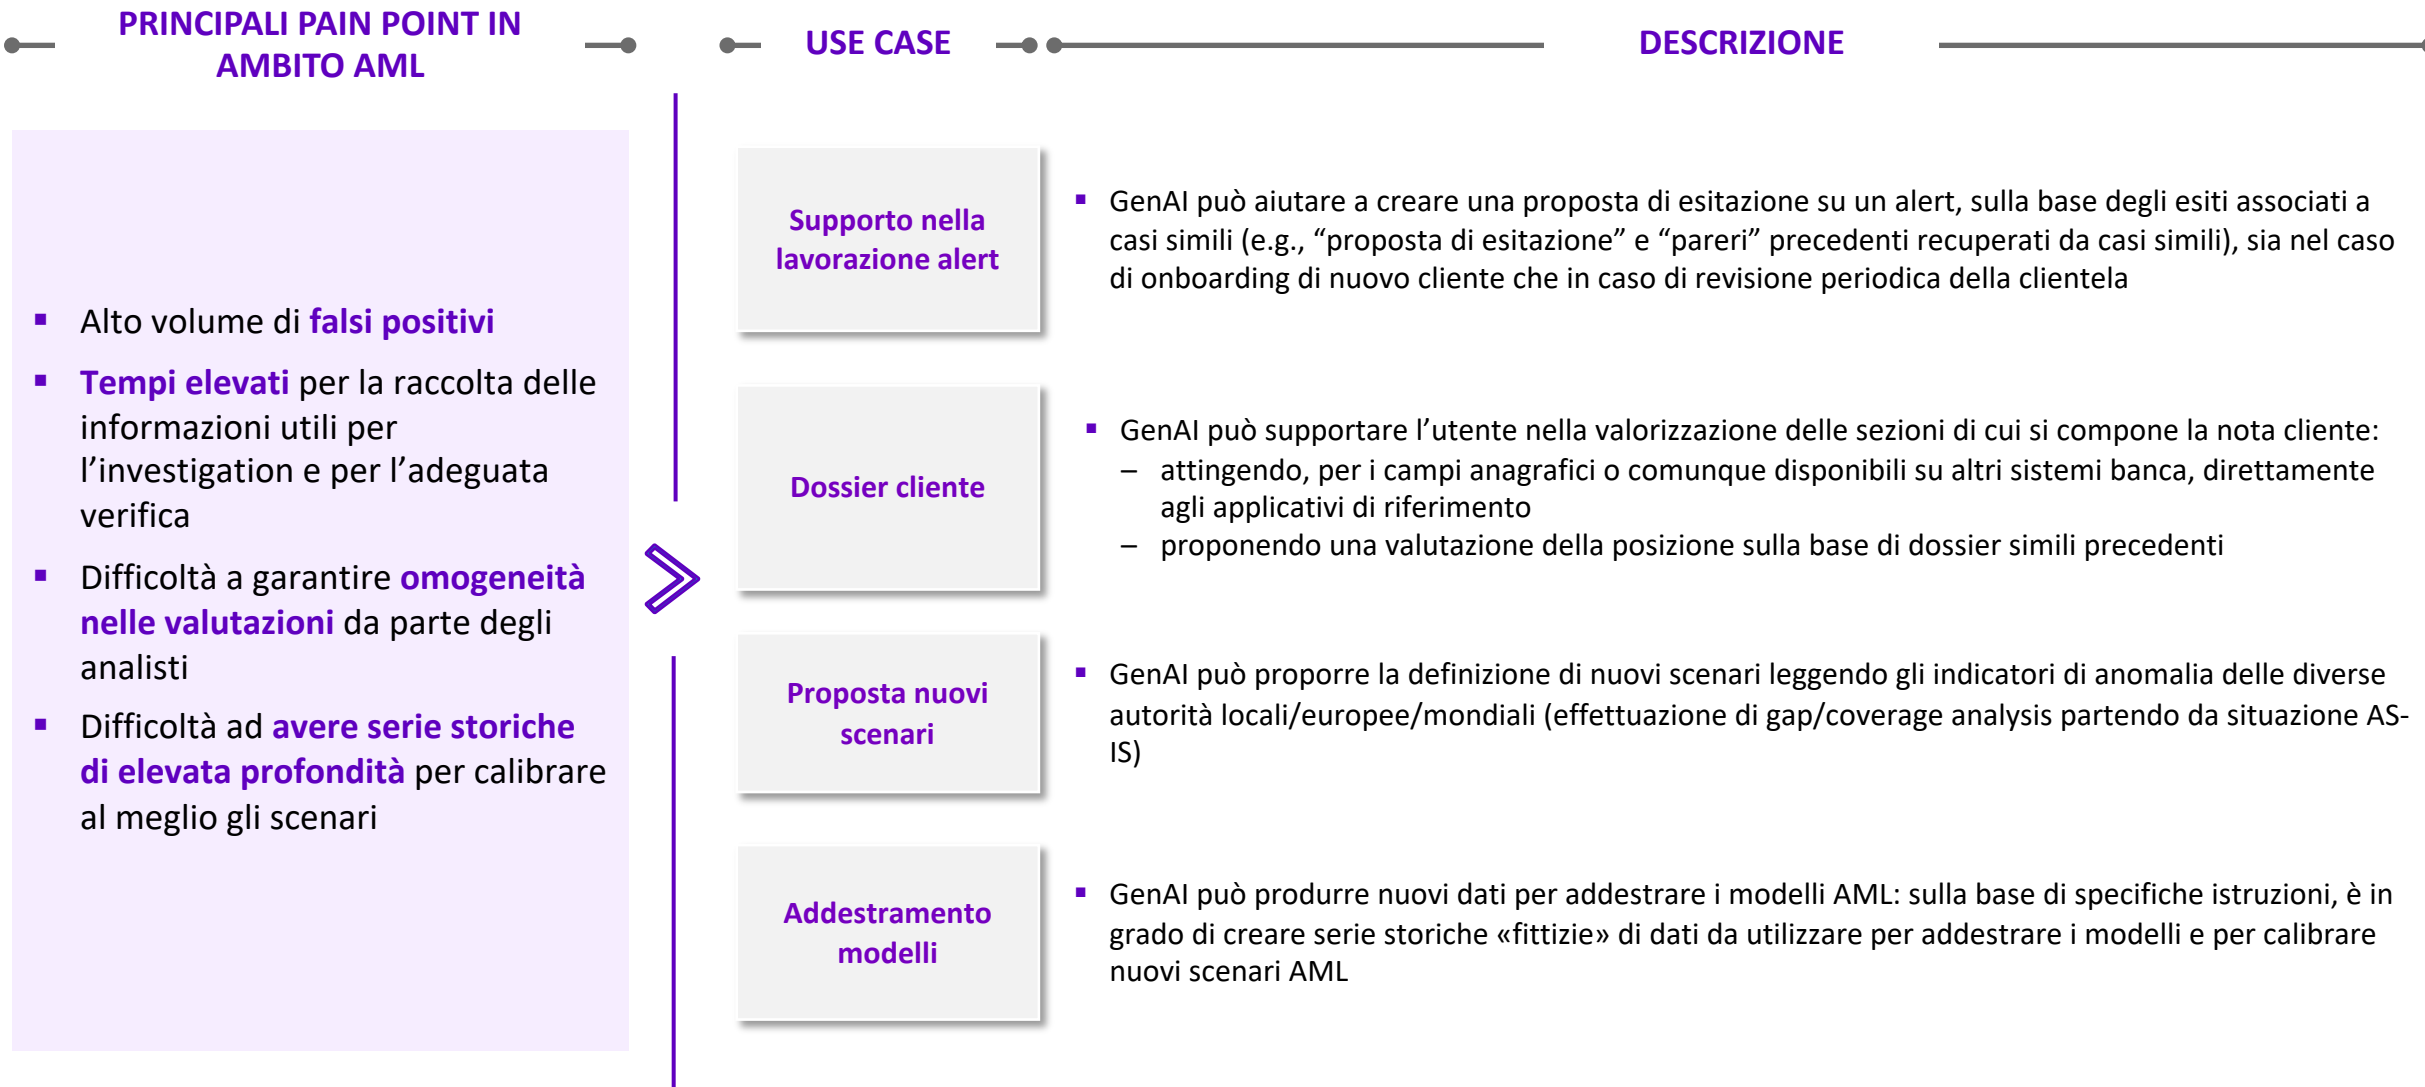 PRINCIPALI PAIN POINT IN
AMBITO AML
USE CASE
DESCRIZIONE
▪ Alto volume di falsi positivi
▪ Tempi elevati per la raccolta delle
informazioni utili per
l’investigation e per l’adeguata
verifica
▪ Difficoltà a garantire omogeneità
nelle valutazioni da parte degli
analisti
▪ Difficoltà ad avere serie storiche
di elevata profondità per calibrare
al meglio gli scenari
Supporto nella
lavorazione alert
▪ GenAI può aiutare a creare una proposta di esitazione su un alert, sulla base degli esiti associati a
casi simili (e.g., “proposta di esitazione” e “pareri” precedenti recuperati da casi simili), sia nel caso
di onboarding di nuovo cliente che in caso di revisione periodica della clientela
Dossier cliente
▪ GenAI può supportare l’utente nella valorizzazione delle sezioni di cui si compone la nota cliente:
– attingendo, per i campi anagrafici o comunque disponibili su altri sistemi banca, direttamente
agli applicativi di riferimento
– proponendo una valutazione della posizione sulla base di dossier simili precedenti
Proposta nuovi
scenari
▪ GenAI può proporre la definizione di nuovi scenari leggendo gli indicatori di anomalia delle diverse
autorità locali/europee/mondiali (effettuazione di gap/coverage analysis partendo da situazione AS-
IS)
Addestramento
modelli
▪ GenAI può produrre nuovi dati per addestrare i modelli AML: sulla base di specifiche istruzioni, è in
grado di creare serie storiche «fittizie» di dati da utilizzare per addestrare i modelli e per calibrare
nuovi scenari AML